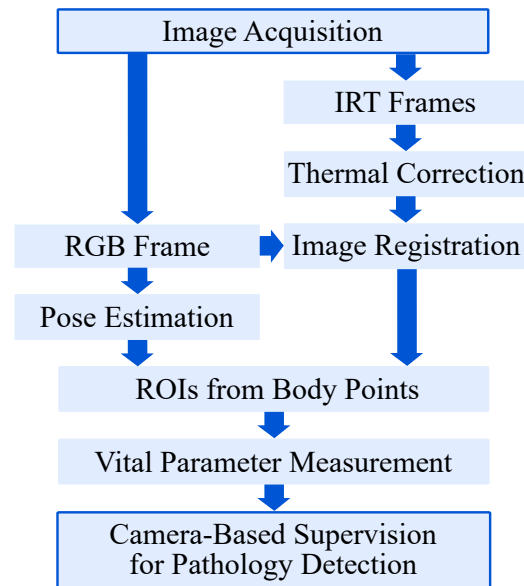 Image Acquisition
IRT Frames
Thermal Correction
RGB Frame
Image Registration
Pose Estimation
ROIs from Body Points
Vital Parameter Measurement
Camera-Based Supervision
for Pathology Detection